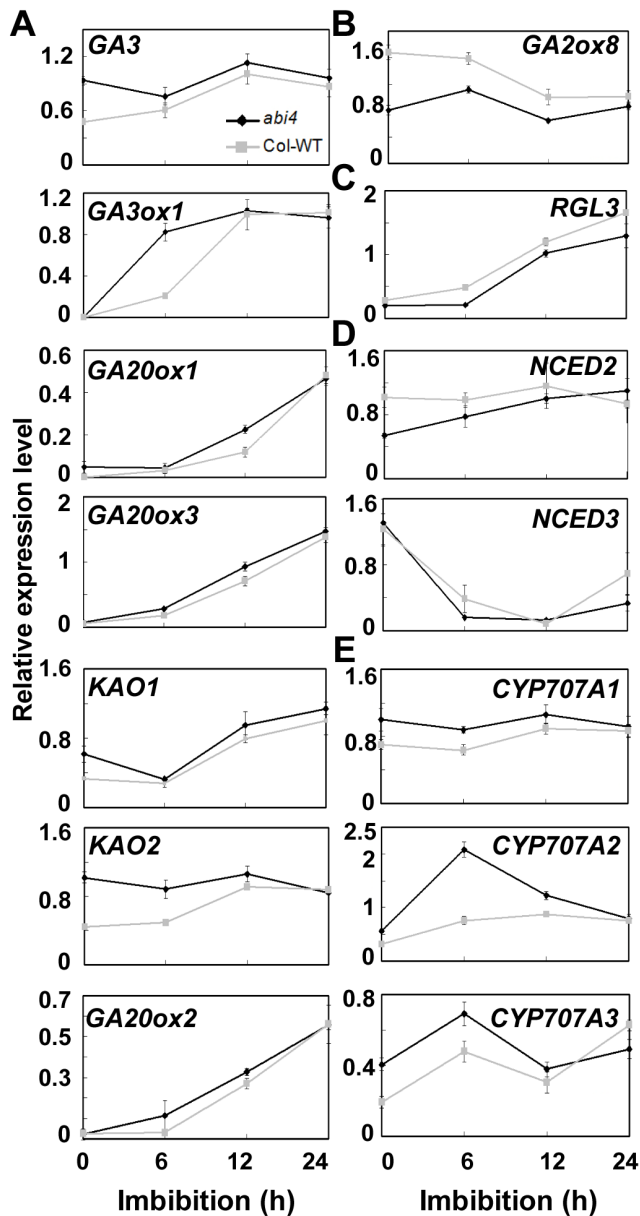 A
GA3
1.2
0.6
0
abi4
Col-WT
GA3ox1
1.2
0.8
0.4
0
GA20ox1
0.6
0.4
0.2
0
GA20ox3
2
1
0
KAO1
1.6
0.8
0
KAO2
1.6
0.8
0
GA20ox2
0.7
0.5
0.3
0
0
6
12
24
Imbibition (h)
Relative expression level
B
GA2ox8
1.6
0.8
0
C
RGL3
2
1
0
D
NCED2
1.6
0.8
0
NCED3
1.6
0.8
0
E
CYP707A1
1.6
0.8
0
CYP707A2
2.5
2
1
0
CYP707A3
0.8
0.4
0
0
6
12
24
Imbibition (h)